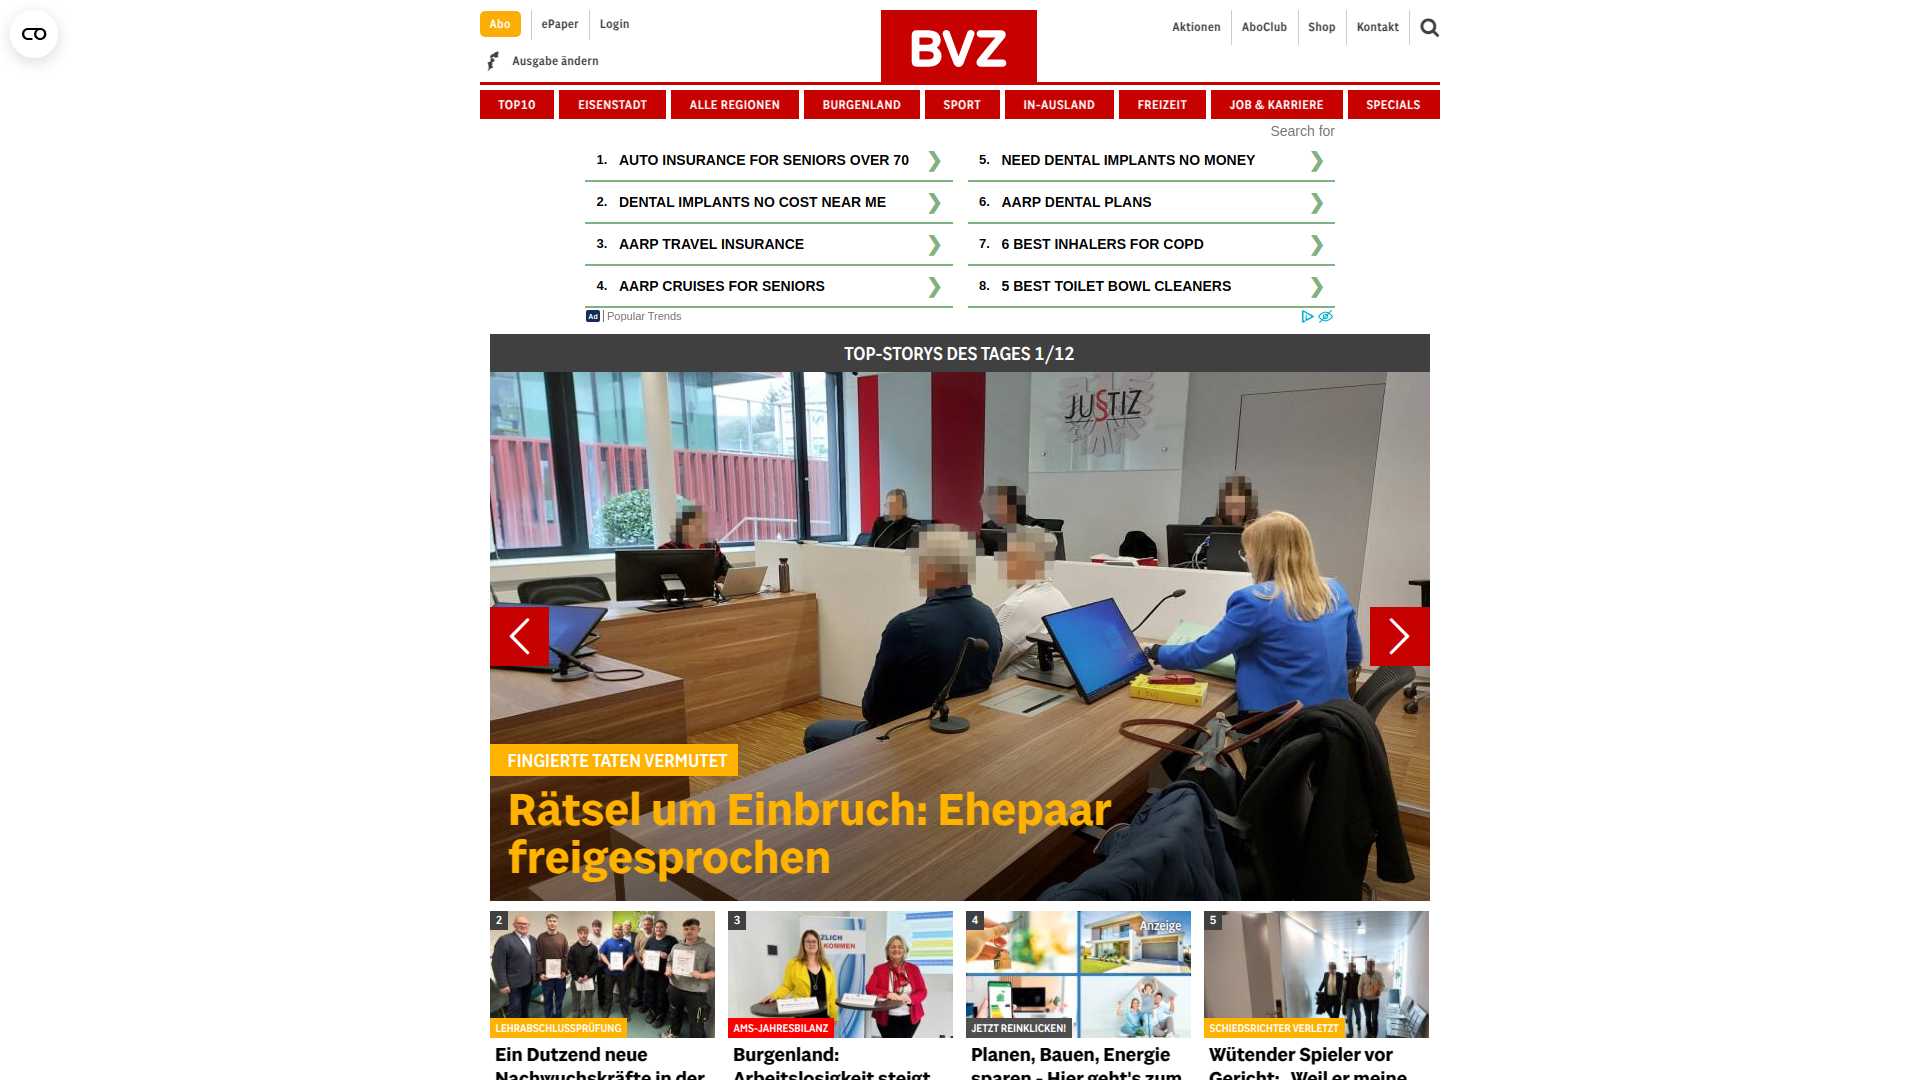 Abo
ePaper
Login
Ausgabe ändern
BVZ
Aktionen
AboClub
Shop
Kontakt
TOP10
EISENSTADT
ALLE REGIONEN
BURGENLAND
SPORT
IN-AUSLAND
FREIZEIT
JOB & KARRIERE
SPECIALS
Search for
1. AUTO INSURANCE FOR SENIORS OVER 70
2. DENTAL IMPLANTS NO COST NEAR ME
3. AARP TRAVEL INSURANCE
4. AARP CRUISES FOR SENIORS
5. NEED DENTAL IMPLANTS NO MONEY
6. AARP DENTAL PLANS
7. 6 BEST INHALERS FOR COPD
8. 5 BEST TOILET BOWL CLEANERS
Ad
Popular Trends
TOP-STORYS DES TAGES 1/12
JUSTIZ
FINGIERTE TATEN VERMUTET
Rätsel um Einbruch: Ehepaar
freigesprochen
2
LEHRABSCHLUSSPRÜFUNG
Ein Dutzend neue
Nachwuchskräfte in der
3
AMS-JAHRESBILANZ
Burgenland:
Arbeitslosigkeit steigt
4
Anzeige
JETZT REINKLICKEN!
Planen, Bauen, Energie
sparen - Hier geht's zum
5
SCHIEDSRICHTER VERLETZT
Wütender Spieler vor
Gericht: „Weil er meine